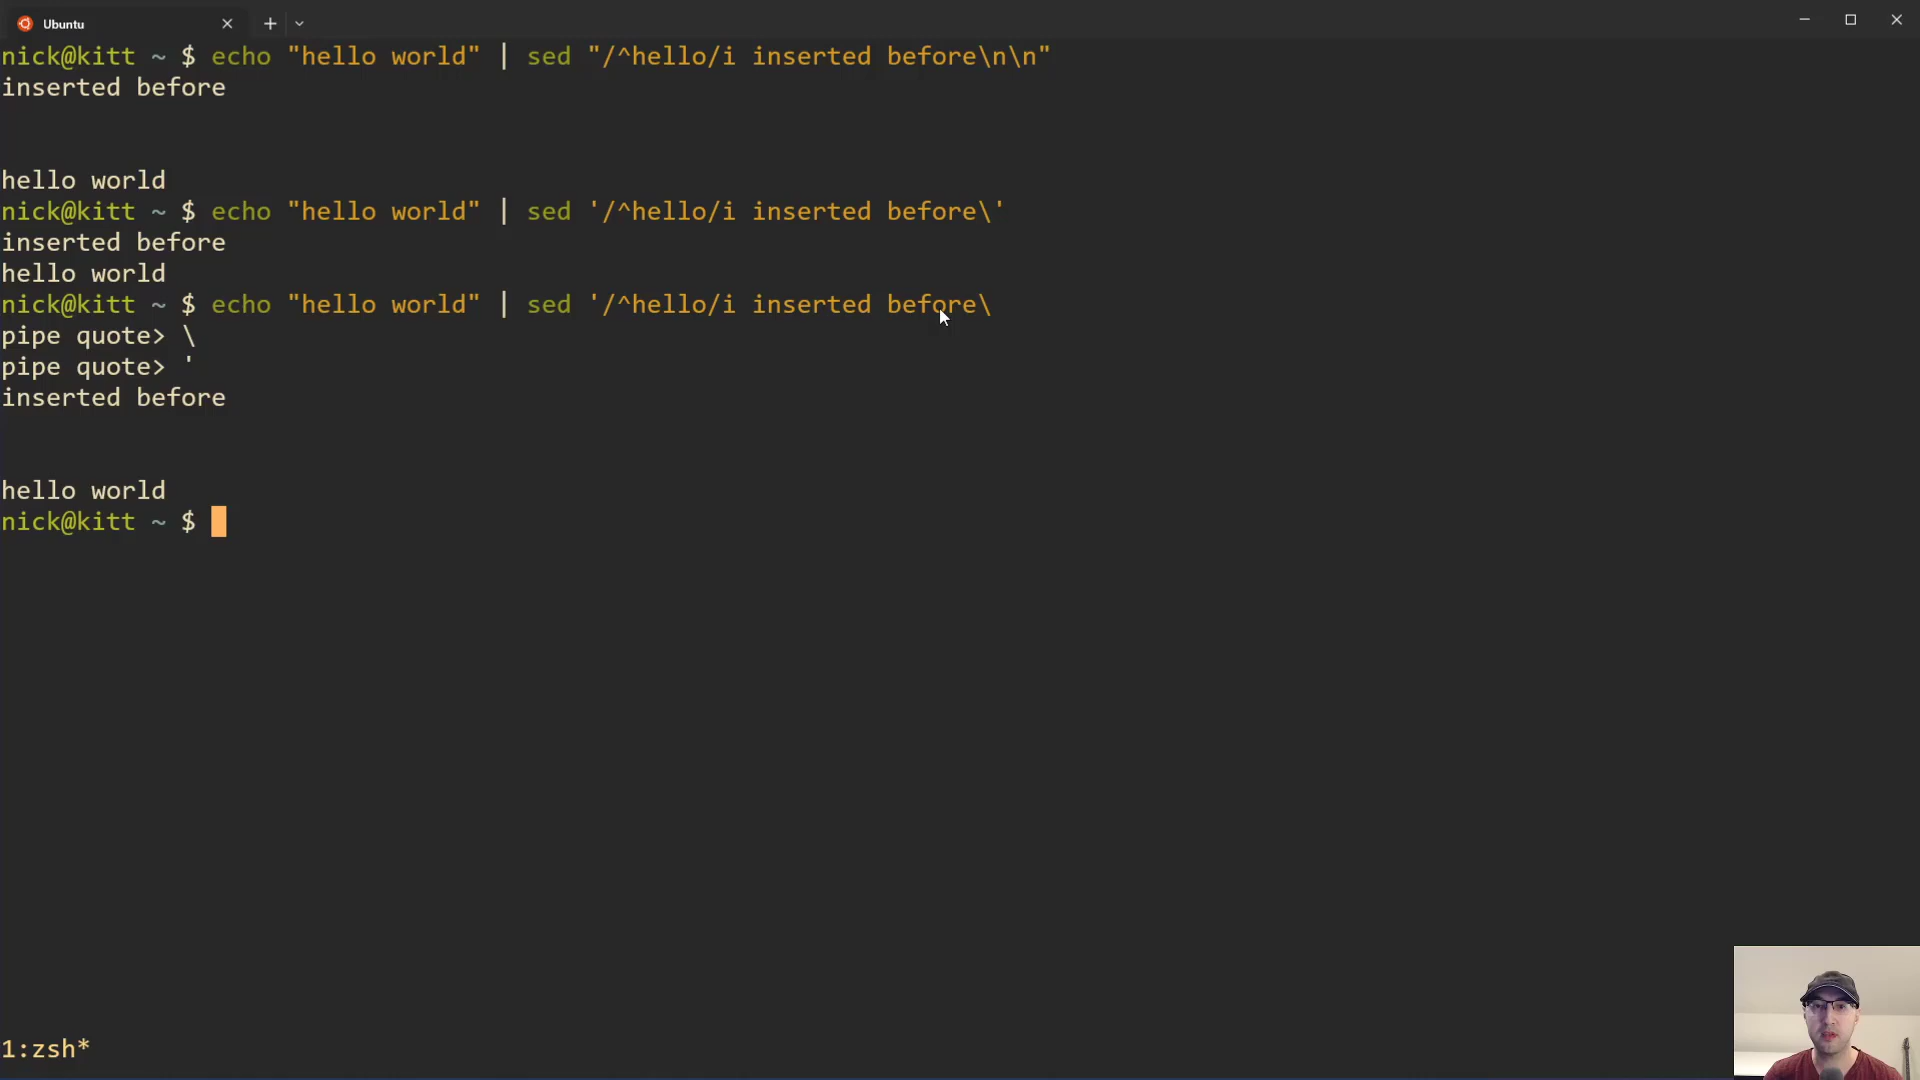 Ubuntu
nick@kitt ~ $ echo "hello world" | sed "/^hello/i inserted before\n\n"
inserted before
hello world
nick@kitt ~ $ echo "hello world" | sed '/^hello/i inserted before\'
inserted before
hello world
nick@kitt ~ $ echo "hello world" | sed '/^hello/i inserted before\
pipe quote> \
pipe quote> '
inserted before
hello world
nick@kitt ~ $
1:zsh*